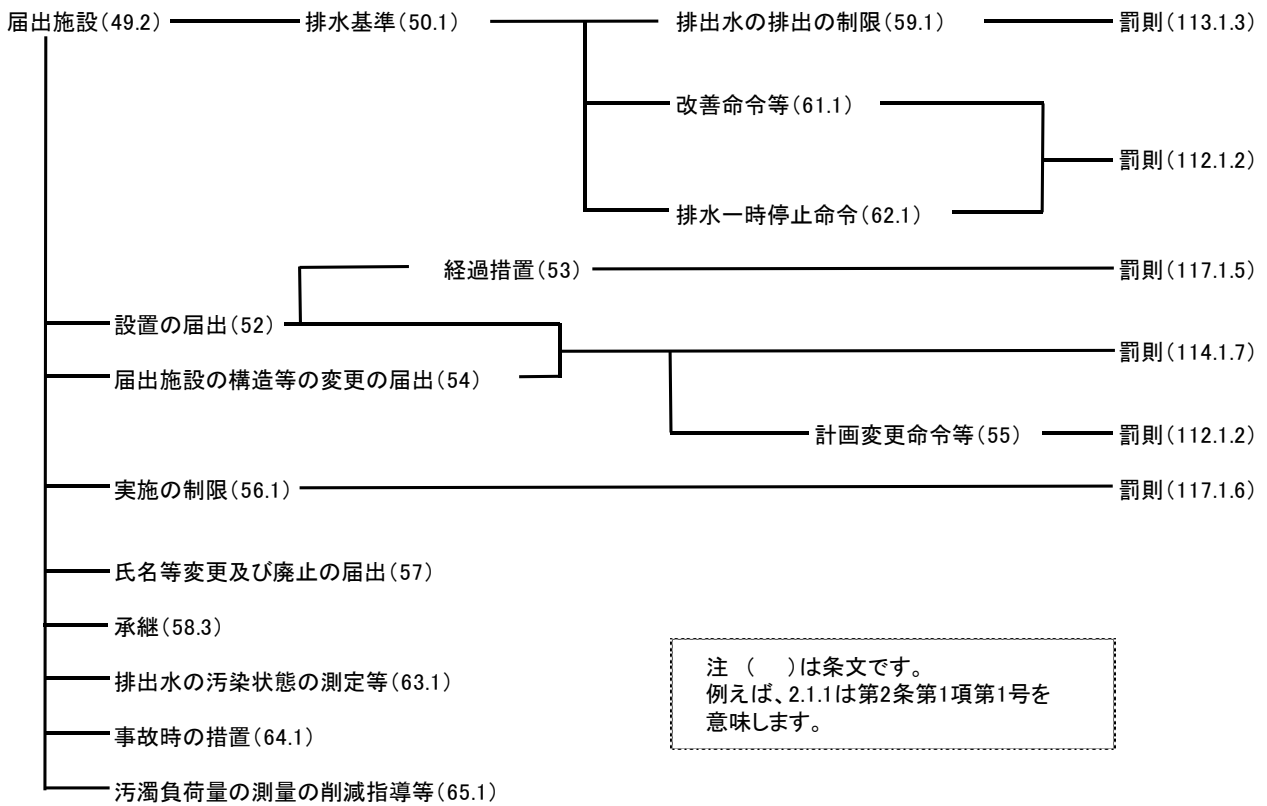 届出施設(49.2)
排水基準(50.1)
排出水の排出の制限(59.1)
罰則(113.1.3)
改善命令等(61.1)
罰則(112.1.2)
排水一時停止命令(62.1)
経過措置(53)
罰則(117.1.5)
設置の届出(52)
罰則(114.1.7)
届出施設の構造等の変更の届出(54)
計画変更命令等(55)
罰則(112.1.2)
実施の制限(56.1)
罰則(117.1.6)
氏名等変更及び廃止の届出(57)
承継(58.3)
排出水の汚染状態の測定等(63.1)
事故時の措置(64.1)
汚濁負荷量の測量の削減指導等(65.1)
注 ( )は条文です。
例えば、2.1.1は第2条第1項第1号を
意味します。